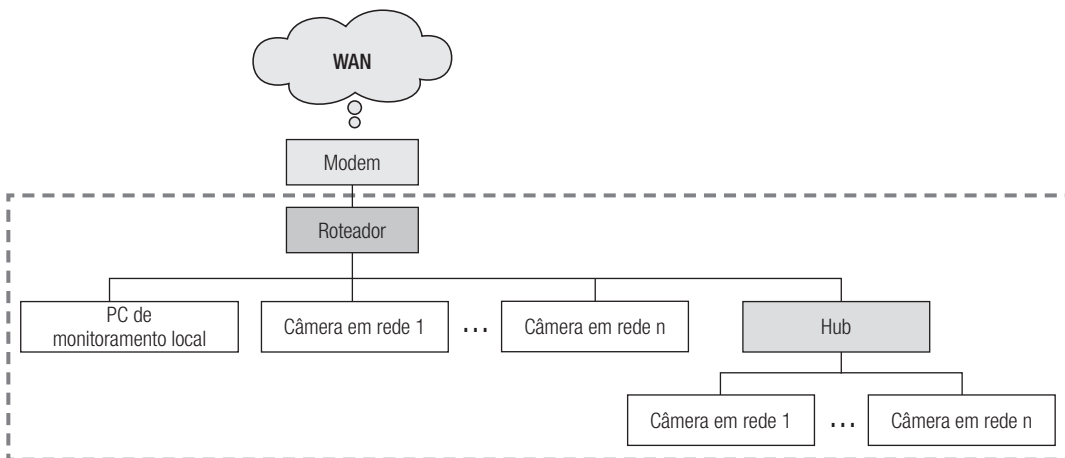 WAN
Modem
Roteador
PC de
monitoramento local
Câmera em rede 1
...
Câmera em rede n
Hub
Câmera em rede 1
...
Câmera em rede n